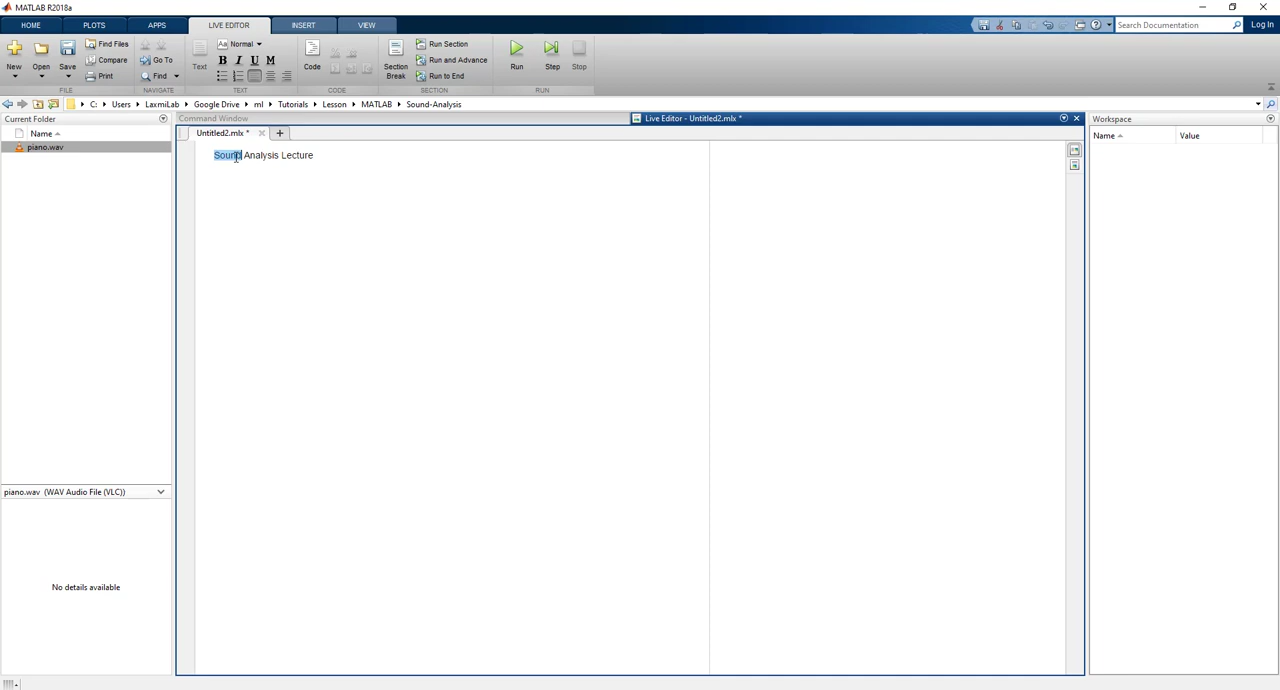 MATLAB R2018a
HOME PLOTS APPS LIVE EDITOR INSERT VIEW Search Documentation Log In
New Open Save Find Files Compare Print Go To Find Text Normal B I U M Code Section Break Run Section Run and Advance Run to End Run Step Stop
FILE NAVIGATE TEXT CODE SECTION RUN
C: Users LaxmiLab Google Drive ml Tutorials Lesson MATLAB Sound-Analysis
Current Folder Command Window Live Editor - Untitled2.mlx * Workspace
Name Untitled2.mlx * Name Value
piano.wav
Sound Analysis Lecture
piano.wav (WAV Audio File (VLC))
No details available